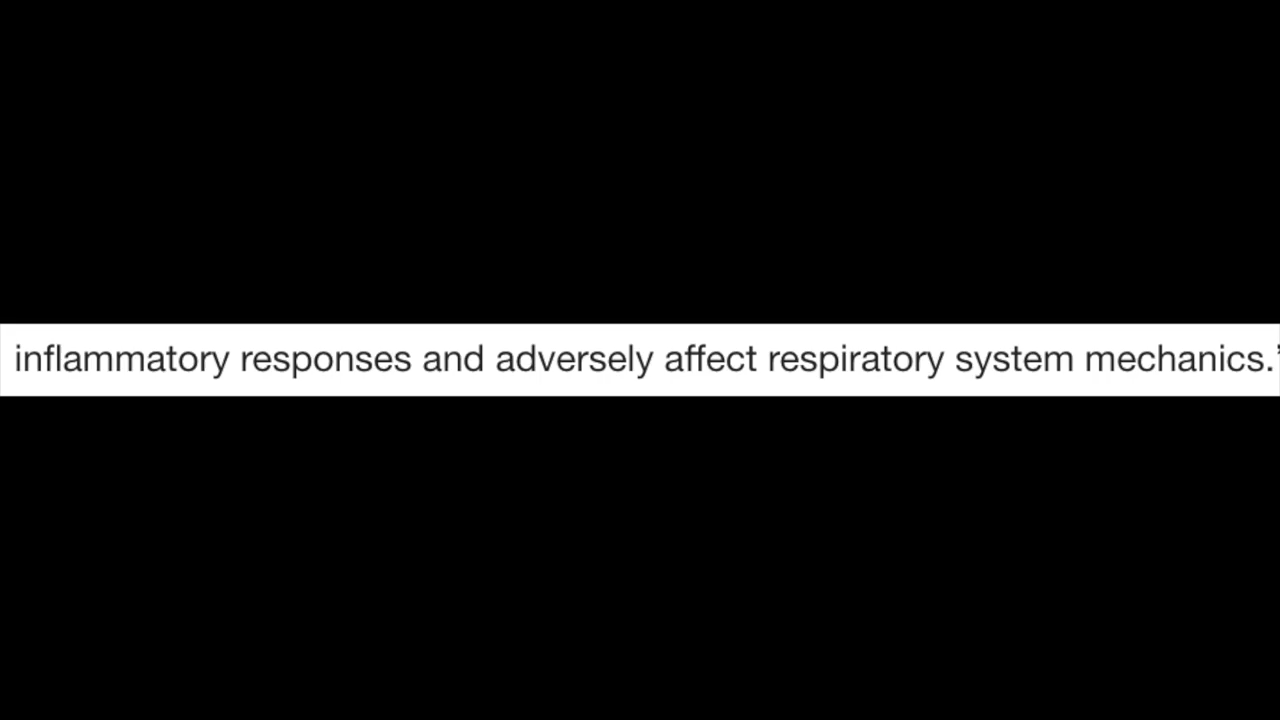 inflammatory responses and adversely affect respiratory system mechanics.”